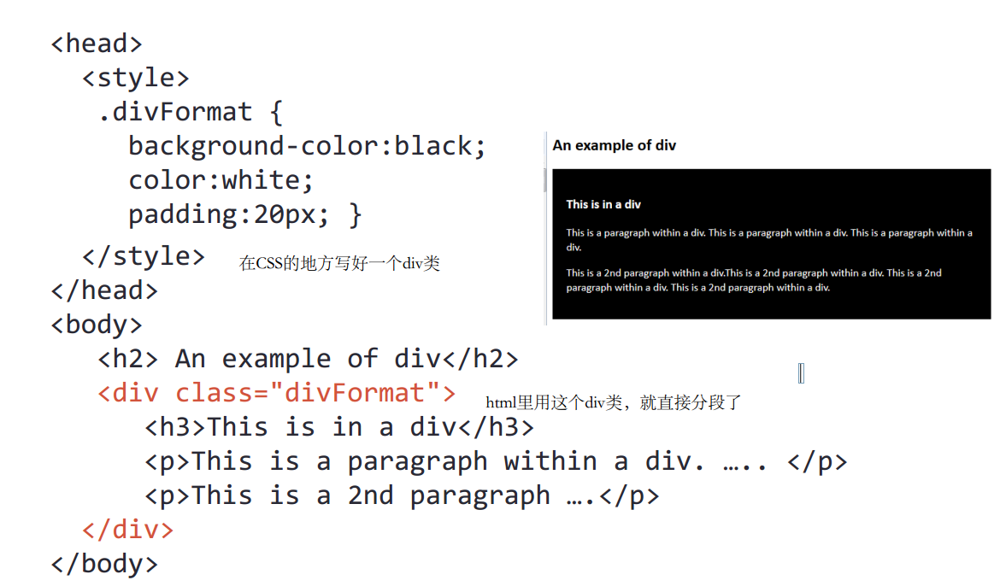 <head>
<style>
.divFormat {
background-color:black;
color:white;
padding:20px; }
</style>
在CSS的地方写好一个div类
</head>
<body>
<h2> An example of div</h2>
<div class="divFormat">
html里用这个div类，就直接分段了
<h3>This is in a div</h3>
<p>This is a paragraph within a div. ….. </p>
<p>This is a 2nd paragraph ….</p>
</div>
</body>
An example of div
This is in a div
This is a paragraph within a div. This is a paragraph within a div. This is a paragraph within a
div.
This is a 2nd paragraph within a div.This is a 2nd paragraph within a div. This is a 2nd
paragraph within a div. This is a 2nd paragraph within a div.